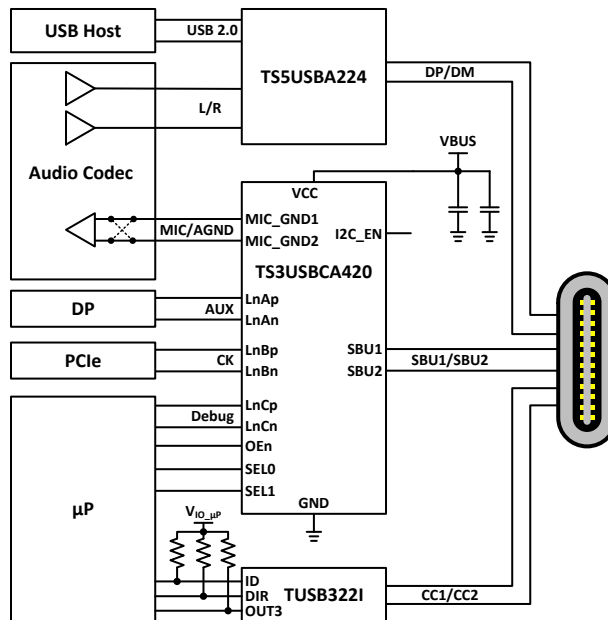 USB Host
USB 2.0
TS5USBA224
DP/DM
L/R
Audio Codec
VBUS
VCC
MIC_GND1
MIC/AGND
MIC_GND2
I2C_EN
TS3USBCA420
DP
AUX
LnAp
LnAn
PCIe
CK
LnBp
LnBn
SBU1
SBU2
SBU1/SBU2
LnCp
Debug
LnCn
OEn
SEL0
SEL1
µP
GND
VIO_µP
ID
DIR
OUT3
TUSB322I
CC1/CC2